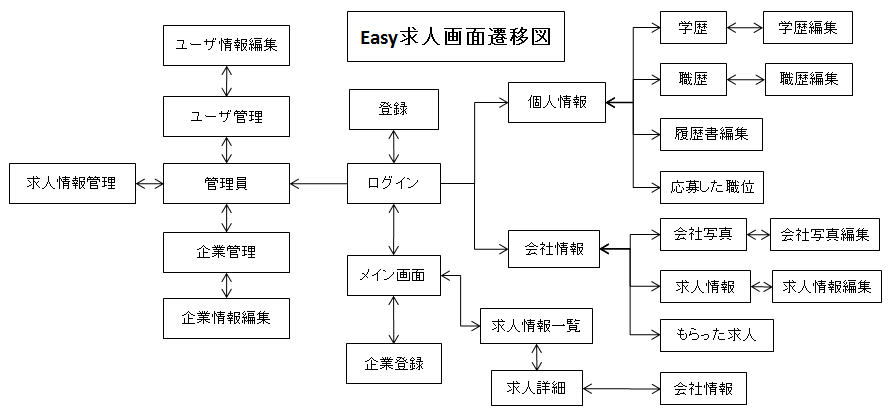 Easy求人画面遷移図
ユーザ情報編集
ユーザ管理
求人情報管理
管理員
企業管理
企業情報編集
登録
ログイン
メイン画面
企業登録
個人情報
学歴
学歴編集
職歴
職歴編集
履歴書編集
応募した職位
会社情報
会社写真
会社写真編集
求人情報
求人情報編集
もらった求人
求人情報一覧
求人詳細
会社情報